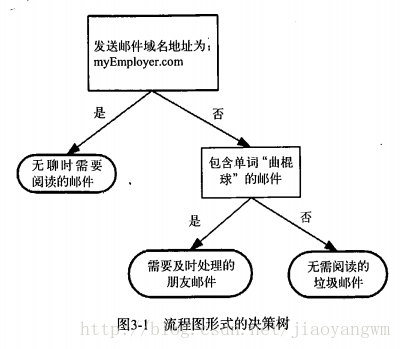 发送邮件域名地址为:
myEmployer.com
是
否
无聊时需要
阅读的邮件
包含单词“曲棍
球”的邮件
是
否
需要及时处理的
朋友邮件
无需阅读的
垃圾邮件
图3-1 流程图形式的决策树
http://blog.csdn.net/jiaoyangwm